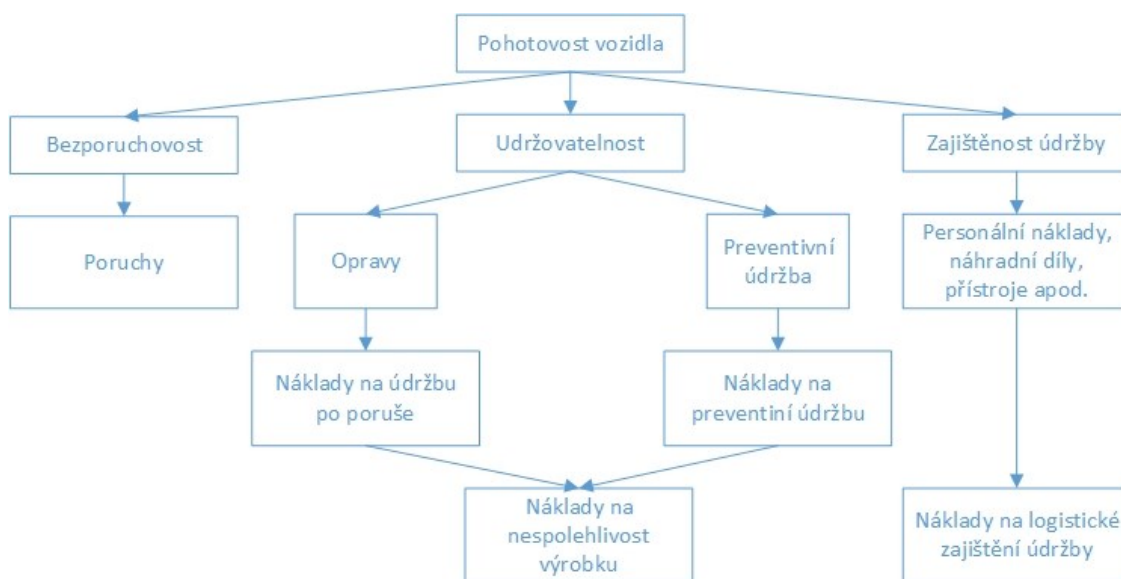 Pohotovost vozidla
Bezporuchovost
Udržovatelnost
Zajištěnost údržby
Poruchy
Opravy
Preventivní
údržba
Personální náklady,
náhradní díly,
přístroje apod.
Náklady na údržbu
po poruše
Náklady na
preventiní údržbu
Náklady na
nespolehlivost
výrobku
Náklady na logistické
zajištění údržby